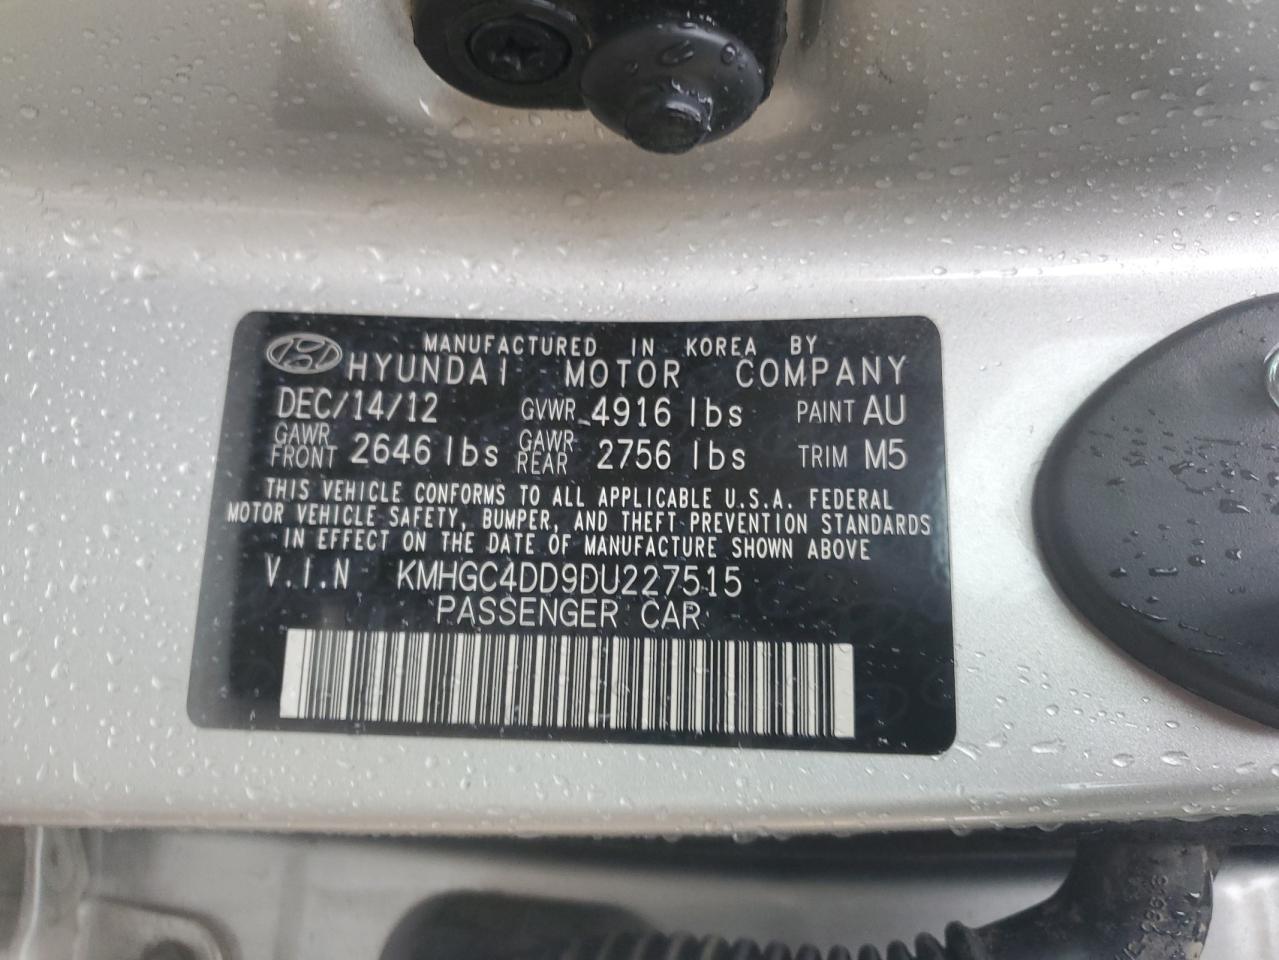 MANUFACTURED IN KOREA BY
HYUNDAI MOTOR COMPANY
DEC/14/12 GVWR 4916 lbs PAINT AU
GAWR FRONT 2646 lbs GAWR REAR 2756 lbs TRIM M5
THIS VEHICLE CONFORMS TO ALL APPLICABLE U.S.A. FEDERAL
MOTOR VEHICLE SAFETY, BUMPER, AND THEFT PREVENTION STANDARDS
IN EFFECT ON THE DATE OF MANUFACTURE SHOWN ABOVE
V.I.N KMHGC4DD9DU227515
PASSENGER CAR